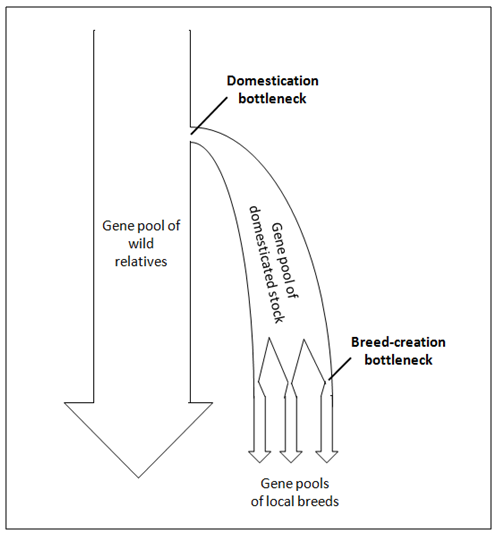 Domestication
bottleneck
Gene pool of
wild
relatives
Gene pool of
domesticated stock
Breed-creation
bottleneck
Gene pools
of local breeds